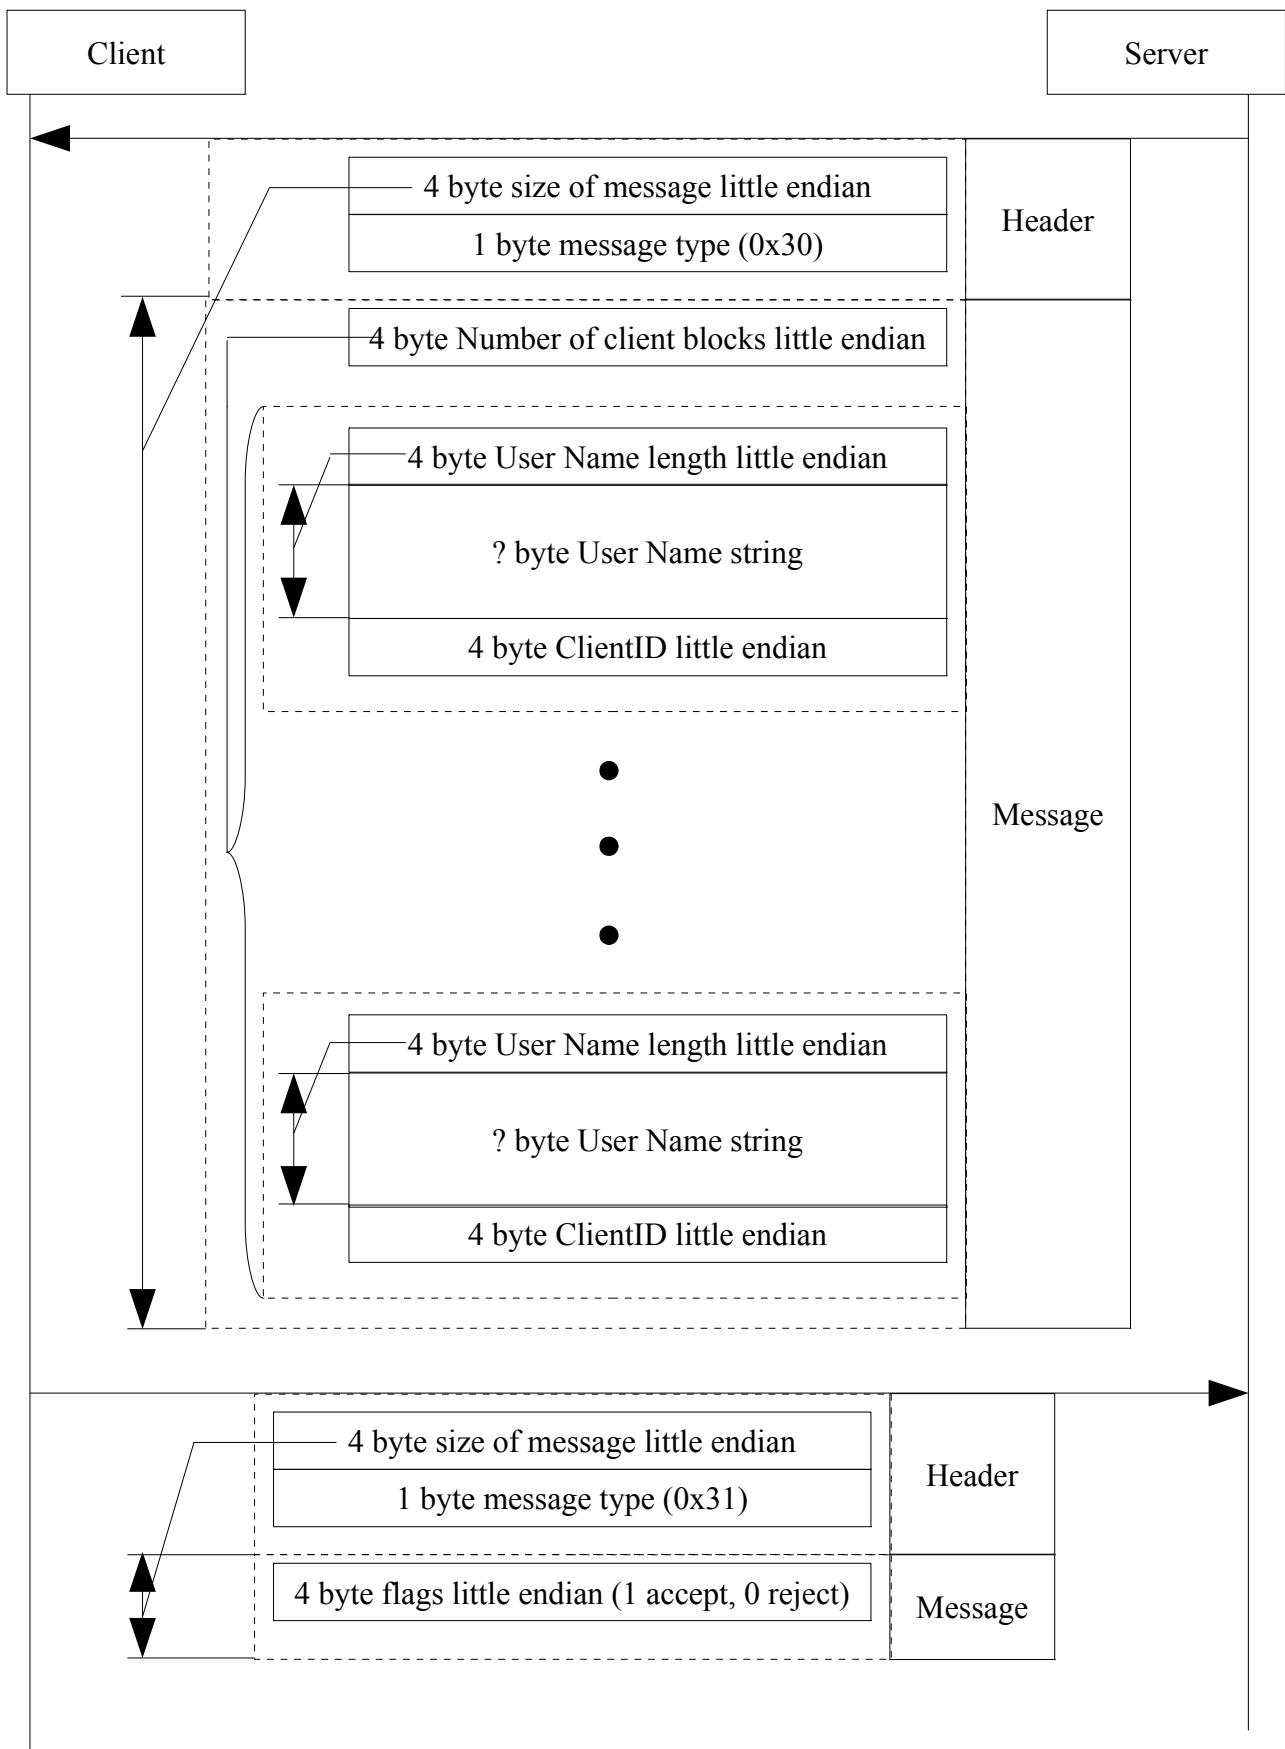 Client
Server
4 byte size of message little endian
1 byte message type (0x30)
Header
4 byte Number of client blocks little endian
4 byte User Name length little endian
? byte User Name string
4 byte ClientID little endian
Message
4 byte User Name length little endian
? byte User Name string
4 byte ClientID little endian
4 byte size of message little endian
1 byte message type (0x31)
Header
4 byte flags little endian (1 accept, 0 reject)
Message